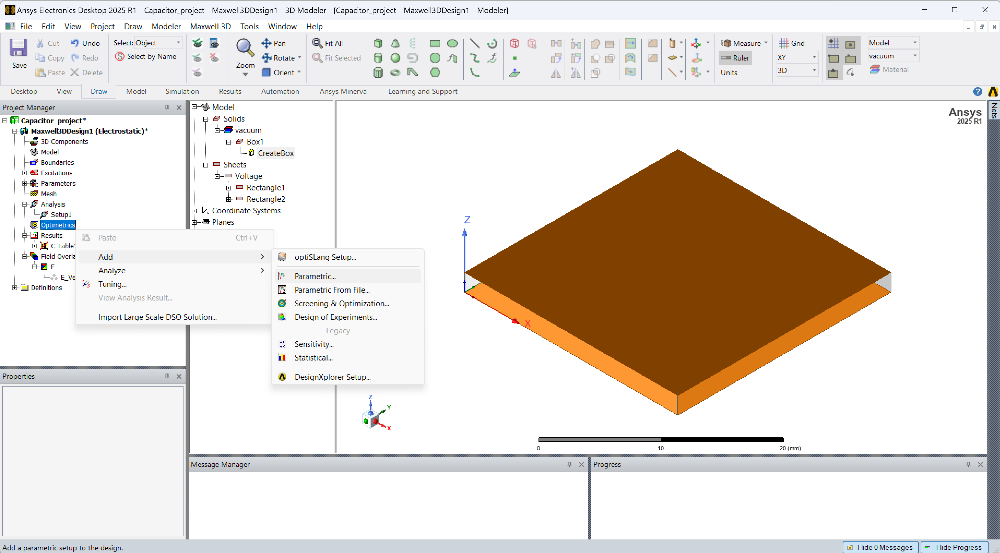 Ansys Electronics Desktop 2025 R1 - Capacitor_project - Maxwell3DDesign1 - 3D Modeler - [Capacitor_project - Maxwell3DDesign1 - Modeler]
File Edit View Project Draw Modeler Maxwell 3D Tools Window Help
Save
Cut
Copy
Paste
Undo
Redo
Delete
Select: Object
Select by Name
Zoom
Pan
Rotate
Orient
Fit All
Fit Selected
Measure
Ruler
Units
Grid
XY
3D
Model
vacuum
Material
Desktop View Draw Model Simulation Results Automation Ansys Minerva Learning and Support
Project Manager
Capacitor_project*
Maxwell3DDesign1 (Electrostatic)*
3D Components
Model
Boundaries
Excitations
Parameters
Mesh
Analysis
Setup1
Optimetrics
Results
C Table
Field Overla
E
E_Ve
Definitions
Model
Solids
vacuum
Box1
CreateBox
Sheets
Voltage
Rectangle1
Rectangle2
Coordinate Systems
Planes
Paste Ctrl+V
Add
Analyze
Tuning...
View Analysis Result...
Import Large Scale DSO Solution...
optiSLang Setup...
Parametric...
Parametric From File...
Screening & Optimization...
Design of Experiments...
----------Legacy----------
Sensitivity...
Statistical...
DesignXplorer Setup...
Ansys
2025 R1
Nets
Z
X
Z
Y
X
0 10 20 (mm)
Properties
Message Manager
Progress
Add a parametric setup to the design.
Hide 0 Messages
Hide Progress